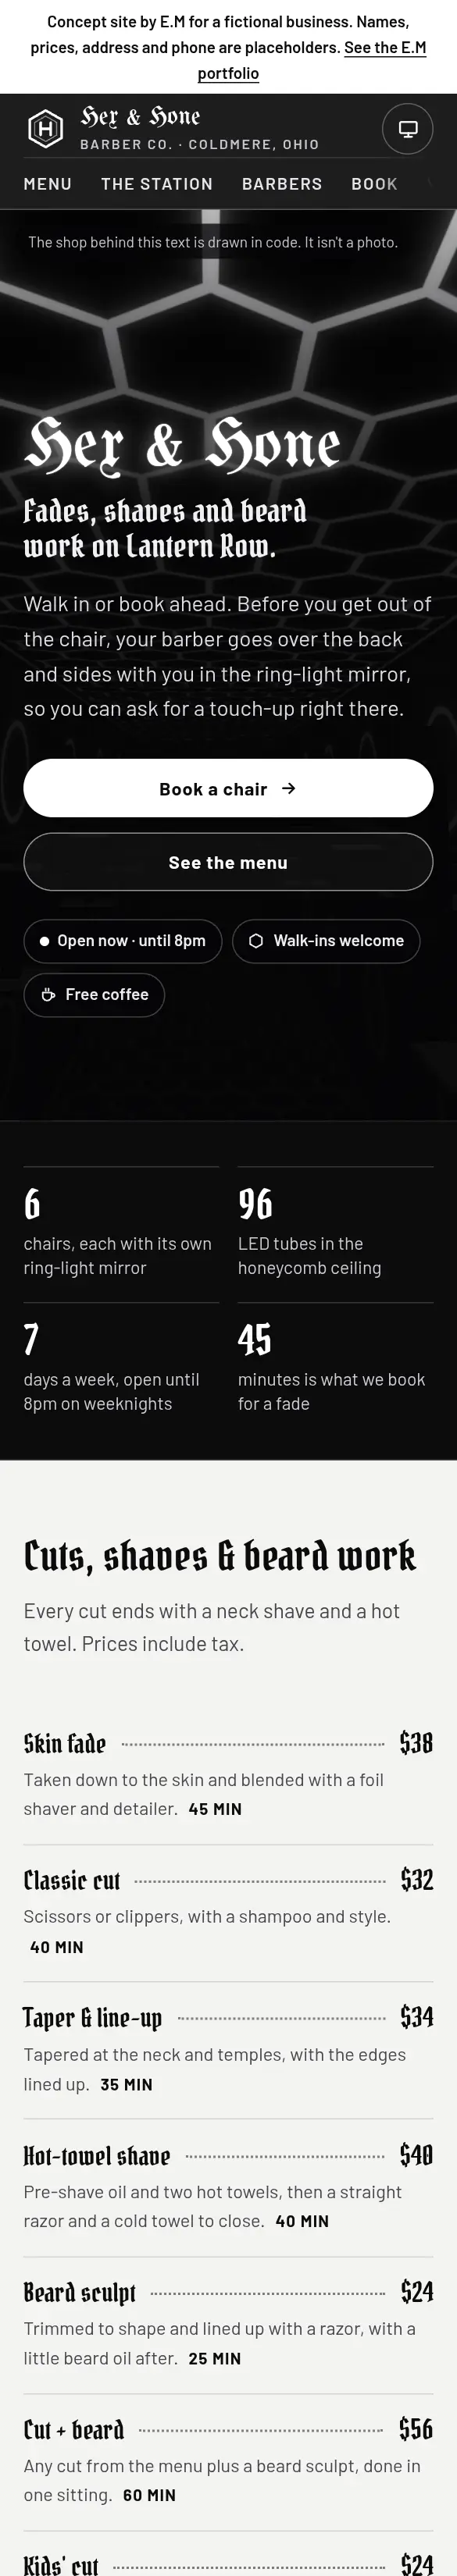 Concept site by E.M for a fictional business. Names,
prices, address and phone are placeholders. See the E.M
portfolio
Hex & Hone
BARBER CO. · COLDMERE, OHIO
MENU THE STATION BARBERS BOOK
The shop behind this text is drawn in code. It isn't a photo.
Hex & Hone
Fades, shaves and beard
work on Lantern Row.
Walk in or book ahead. Before you get out of
the chair, your barber goes over the back
and sides with you in the ring-light mirror,
so you can ask for a touch-up right there.
Book a chair →
See the menu
Open now · until 8pm
Walk-ins welcome
Free coffee
6
chairs, each with its own
ring-light mirror
96
LED tubes in the
honeycomb ceiling
7
days a week, open until
8pm on weeknights
45
minutes is what we book
for a fade
Cuts, shaves & beard work
Every cut ends with a neck shave and a hot
towel. Prices include tax.
Skin fade $38
Taken down to the skin and blended with a foil
shaver and detailer. 45 MIN
Classic cut $32
Scissors or clippers, with a shampoo and style.
40 MIN
Taper & line-up $34
Tapered at the neck and temples, with the edges
lined up. 35 MIN
Hot-towel shave $40
Pre-shave oil and two hot towels, then a straight
razor and a cold towel to close. 40 MIN
Beard sculpt $24
Trimmed to shape and lined up with a razor, with a
little beard oil after. 25 MIN
Cut + beard $56
Any cut from the menu plus a beard sculpt, done in
one sitting. 60 MIN
Kids' cut $24